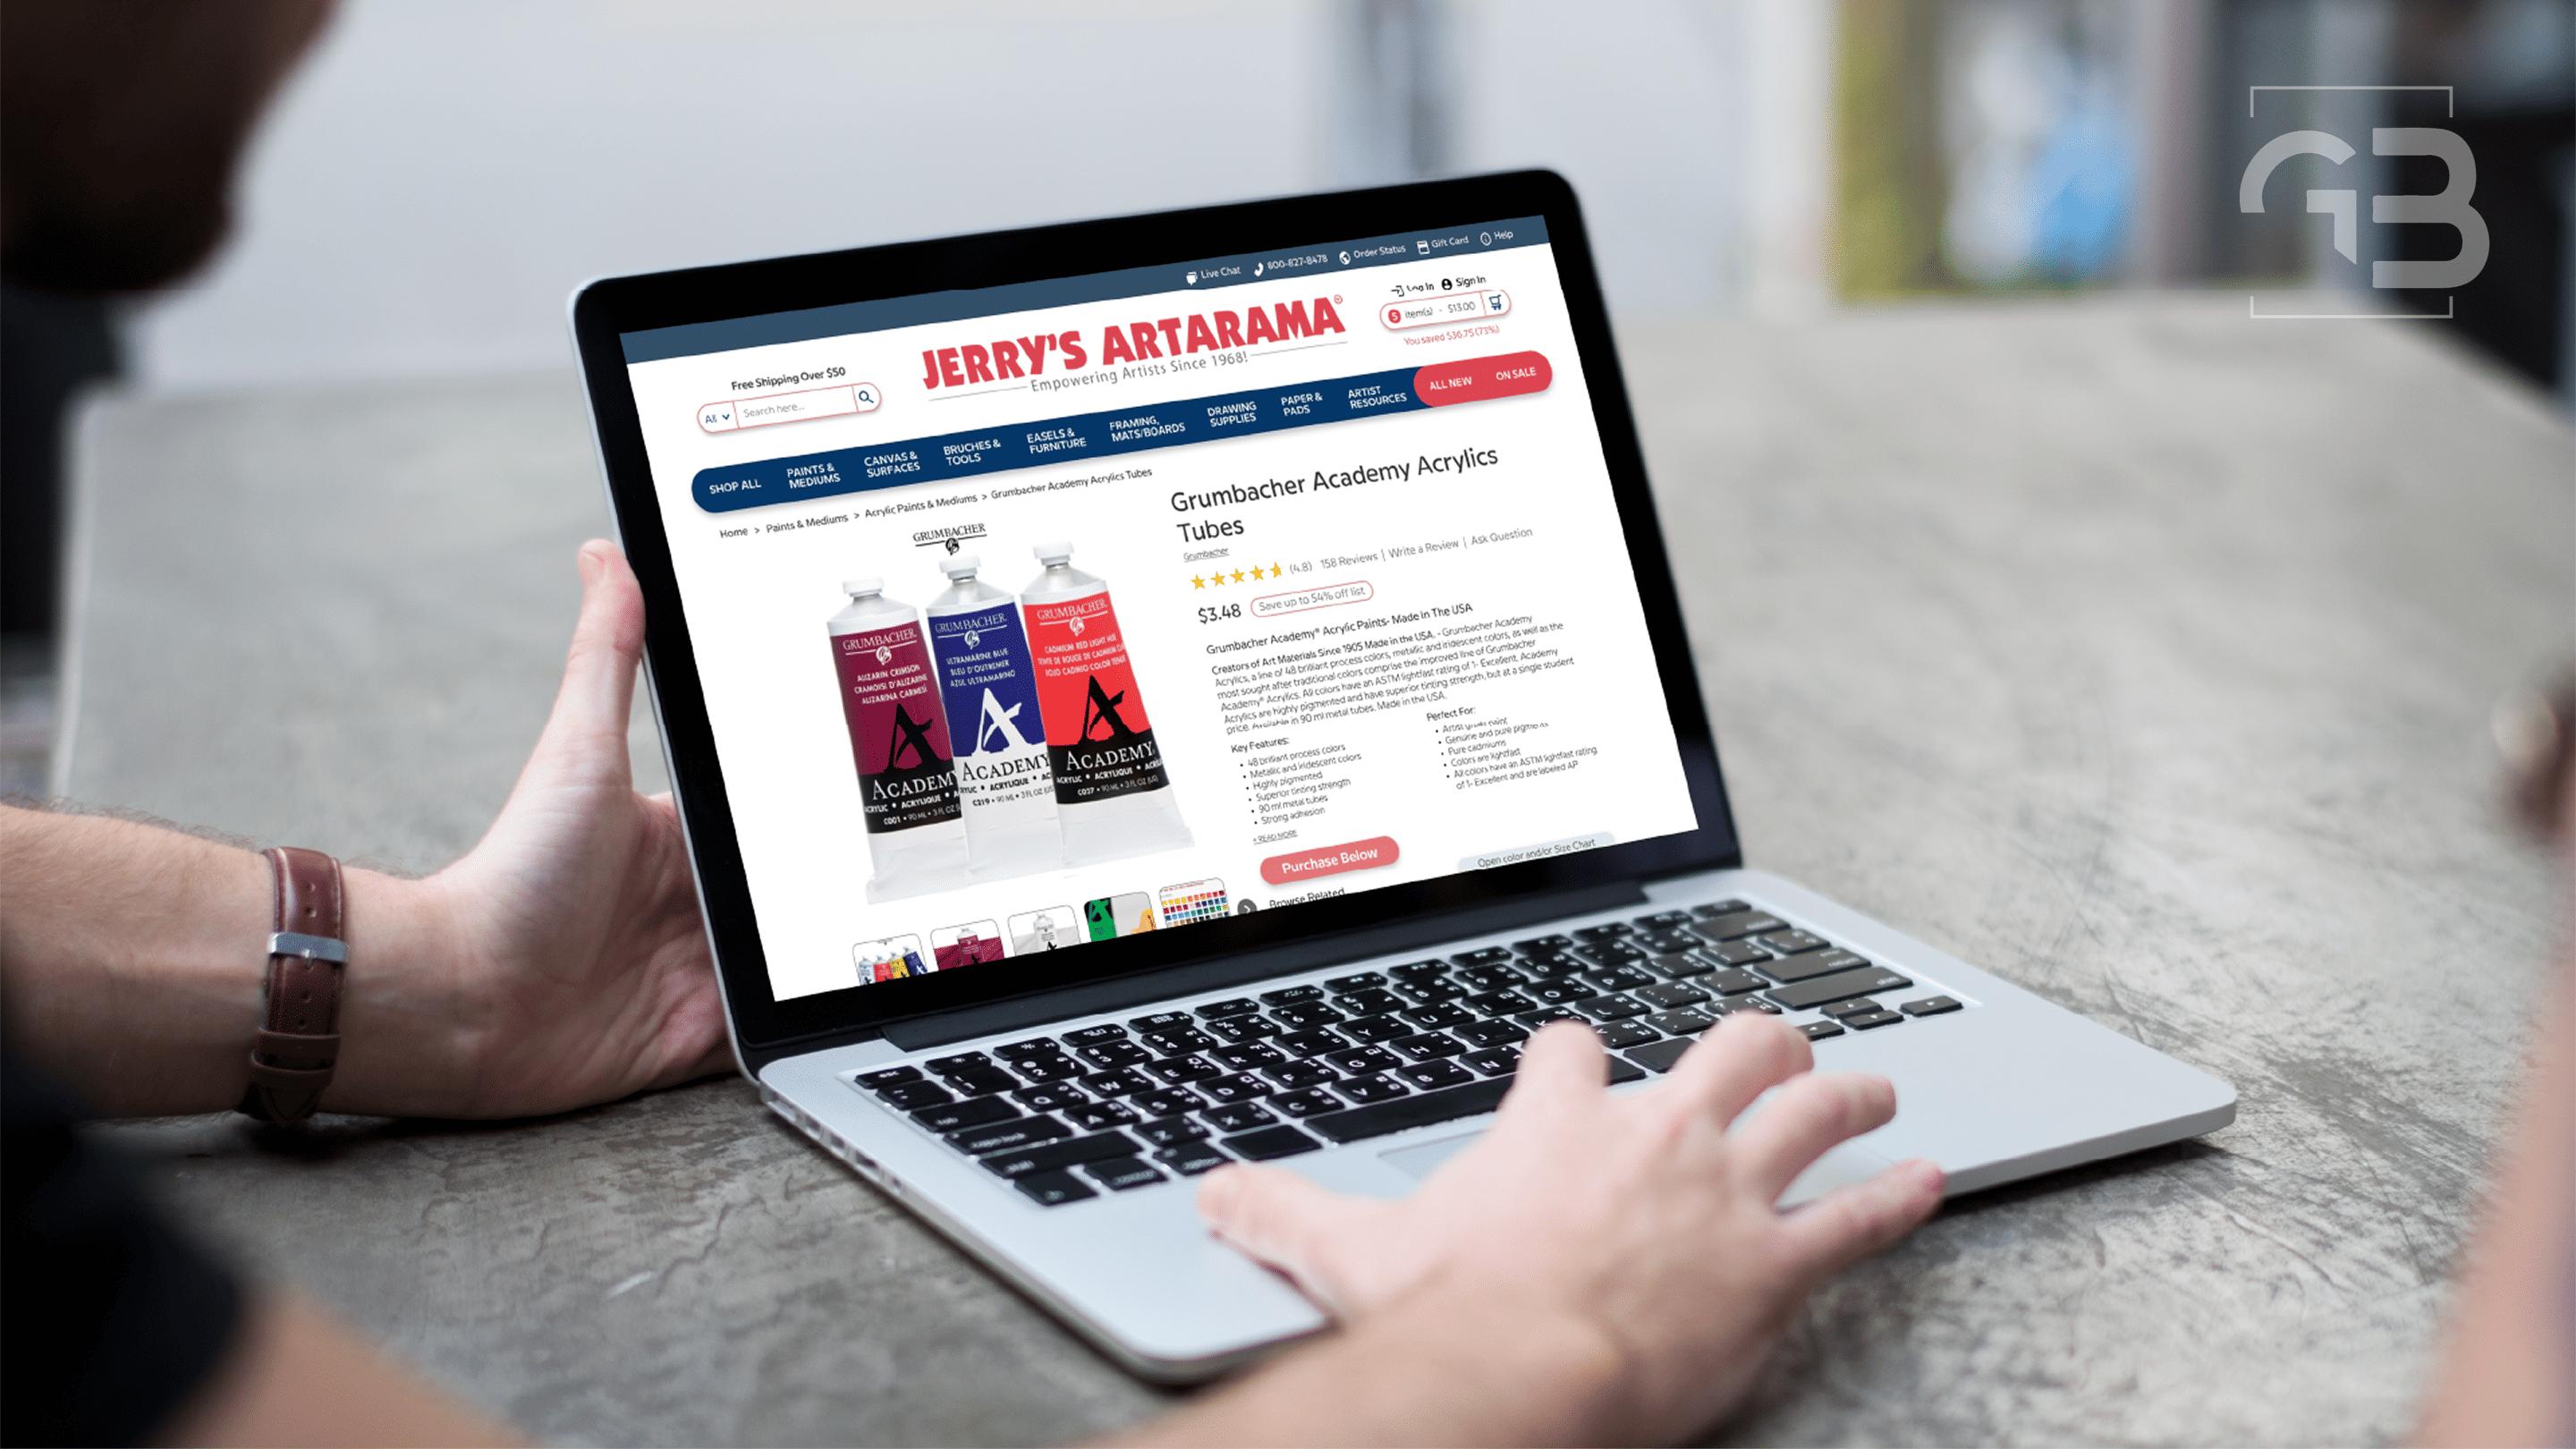 Live Chat 800-827-8478 Order Status Gift Card Help
Log In Sign In
5 item(s) - $13.00
You saved $36.75 (73%)
JERRY'S ARTARAMA®
Empowering Artists Since 1968!
Free Shipping Over $50
All Search here...
SHOP ALL
PAINTS &
MEDIUMS
CANVAS &
SURFACES
BRUCHES &
TOOLS
EASELS &
FURNITURE
FRAMING,
MATS/BOARDS
DRAWING
SUPPLIES
PAPER &
PADS
ARTIST
RESOURCES
ALL NEW
ON SALE
Home > Paints & Mediums > Acrylic Paints & Mediums > Grumbacher Academy Acrylics Tubes
GRUMBACHER
GRUMBACHER
ALIZARIN CRIMSON
CRAMOISI D'ALIZARINE
ALIZARINA CARMESÍ
ACADEM
CRYLIC • ACRYLIQUE • A
C001 • 90 ML • 3 FL OZ (U
GRUMBACHER
ULTRAMARINE BLUE
BLEU D'OUTREMER
AZUL ULTRAMARINO
ACADEMY
RYLIC • ACRYLIQUE • AC
C219 • 90 ML • 3 FL OZ (US
GRUMBACHER
CADMIUM RED LIGHT HUE
TEINTE DE ROUGE DE CADMIUM CLA
ROJO CADMIO COLOR TENUE
ACADEMY
ACRYLIC • ACRYLIQUE • ACRÍLI
C027 • 90 ML • 3 FL OZ (US)
Grumbacher Academy Acrylics
Tubes
Grumbacher
(4.8) 158 Reviews | Write a Review | Ask Question
$3.48 Save up to 54% off list
Grumbacher Academy® Acrylic Paints- Made in The USA
Creators of Art Materials Since 1905 Made in the USA. - Grumbacher Academy
Acrylics, a line of 48 brilliant process colors, metallic and iridescent colors, as well as the
most sought after traditional colors comprise the improved line of Grumbacher
Academy® Acrylics. All colors have an ASTM lightfast rating of 1- Excellent. Academy
Acrylics are highly pigmented and have superior tinting strength, but at a single student
price. Available in 90 ml metal tubes. Made in the USA.
Key Features:
• 48 brilliant process colors
• Metallic and iridescent colors
• Highly pigmented
• Superior tinting strength
• 90 ml metal tubes
• Strong adhesion
+ READ MORE
Perfect For:
• Artist grade paint
• Genuine and pure pigments
• Pure cadmiums
• Colors are lightfast
• All colors have an ASTM lightfast rating
of 1- Excellent and are labeled AP
Purchase Below
Open color and/or Size Chart
Browse Related
GB